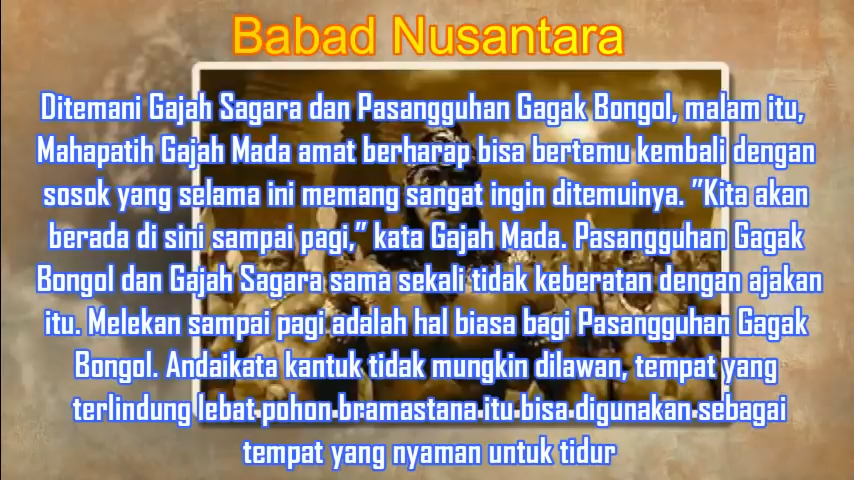 Babad Nusantara
Ditemani Gajah Sagara dan Pasangguhan Gagak Bongol, malam itu,
Mahapatih Gajah Mada amat berharap bisa bertemu kembali dengan
sosok yang selama ini memang sangat ingin ditemuinya. ”Kita akan
berada di sini sampai pagi,” kata Gajah Mada. Pasangguhan Gagak
Bongol dan Gajah Sagara sama sekali tidak keberatan dengan ajakan
itu. Melekan sampai pagi adalah hal biasa bagi Pasangguhan Gagak
Bongol. Andaikata kantuk tidak mungkin dilawan, tempat yang
terlindung lebat pohon bramastana itu bisa digunakan sebagai
tempat yang nyaman untuk tidur